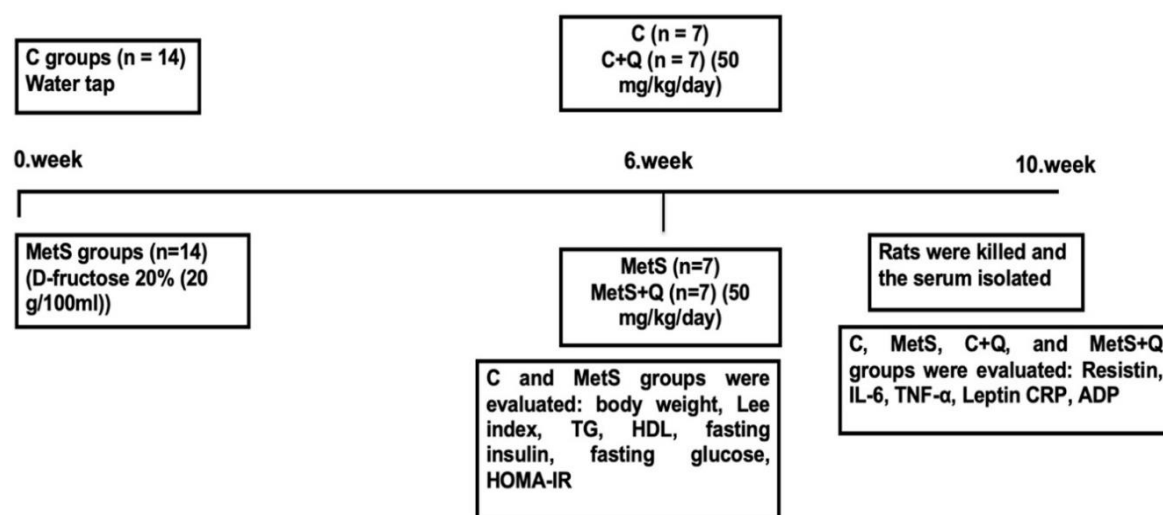 C groups (n = 14)
Water tap
C (n = 7)
C+Q (n = 7) (50
mg/kg/day)
0.week
6.week
10.week
MetS groups (n=14)
(D-fructose 20% (20
g/100ml))
MetS (n=7)
MetS+Q (n=7) (50
mg/kg/day)
Rats were killed and
the serum isolated
C and MetS groups were
evaluated: body weight, Lee
index, TG, HDL, fasting
insulin, fasting glucose,
HOMA-IR
C, MetS, C+Q, and MetS+Q
groups were evaluated: Resistin,
IL-6, TNF-α, Leptin CRP, ADP